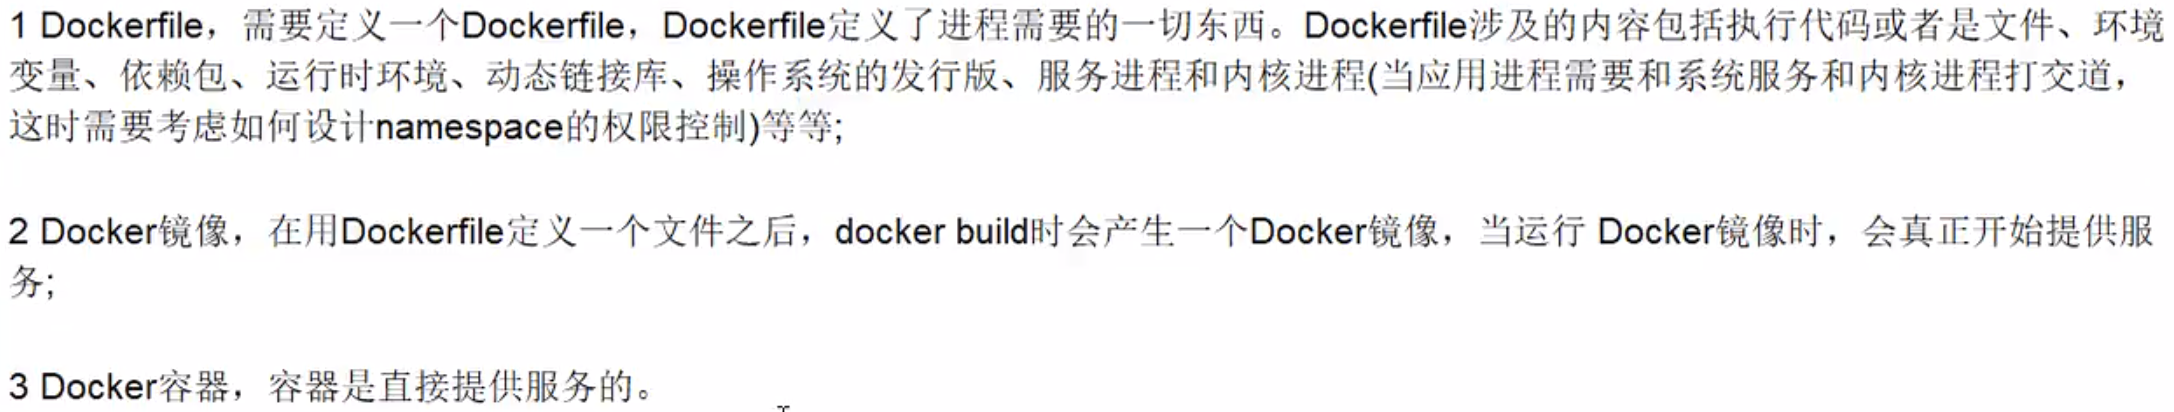 1 Dockerfile，需要定义一个Dockerfile，Dockerfile定义了进程需要的一切东西。Dockerfile涉及的内容包括执行代码或者是文件、环境
变量、依赖包、运行时环境、动态链接库、操作系统的发行版、服务进程和内核进程(当应用进程需要和系统服务和内核进程打交道，
这时需要考虑如何设计namespace的权限控制)等等;
2 Docker镜像，在用Dockerfile定义一个文件之后，docker build时会产生一个Docker镜像，当运行 Docker镜像时，会真正开始提供服
务;
3 Docker容器，容器是直接提供服务的。